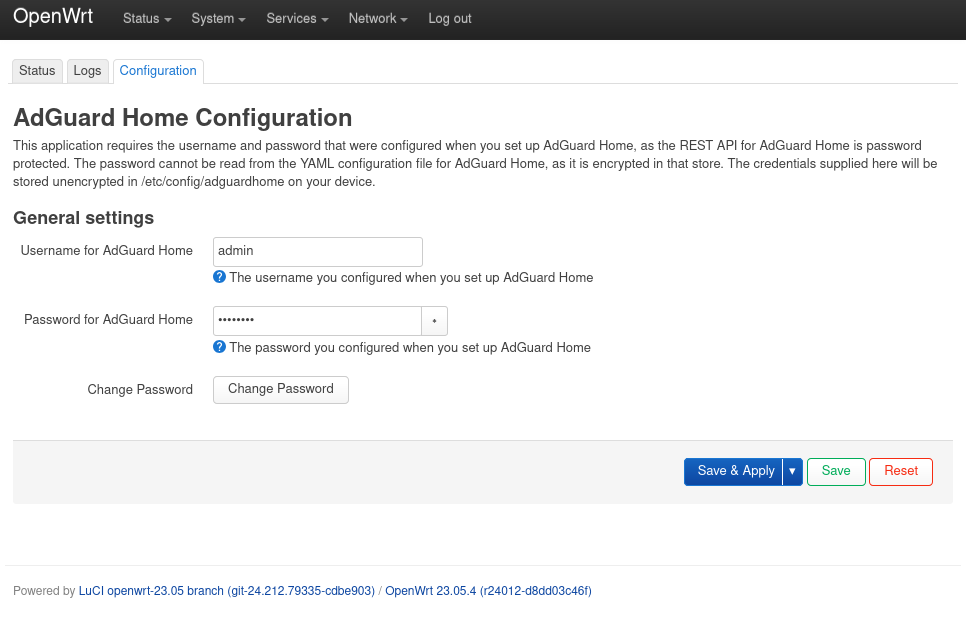 OpenWrt Status System Services Network Log out
Status Logs Configuration
AdGuard Home Configuration
This application requires the username and password that were configured when you set up AdGuard Home, as the REST API for AdGuard Home is password
protected. The password cannot be read from the YAML configuration file for AdGuard Home, as it is encrypted in that store. The credentials supplied here will be
stored unencrypted in /etc/config/adguardhome on your device.
General settings
Username for AdGuard Home admin
? The username you configured when you set up AdGuard Home
Password for AdGuard Home •••••••• *
? The password you configured when you set up AdGuard Home
Change Password Change Password
Save & Apply ▾ Save Reset
Powered by LuCI openwrt-23.05 branch (git-24.212.79335-cdbe903) / OpenWrt 23.05.4 (r24012-d8dd03c46f)